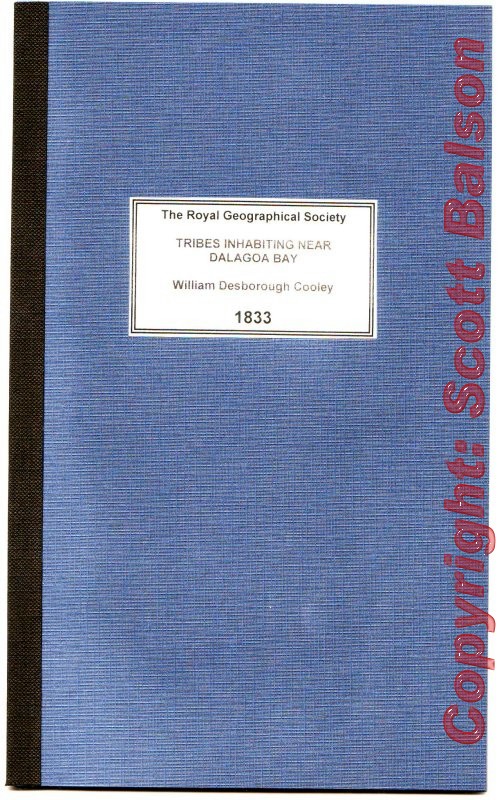 The Royal Geographical Society
TRIBES INHABITING NEAR
DALAGOA BAY
William Desborough Cooley
1833
Copyright: Scott Balson